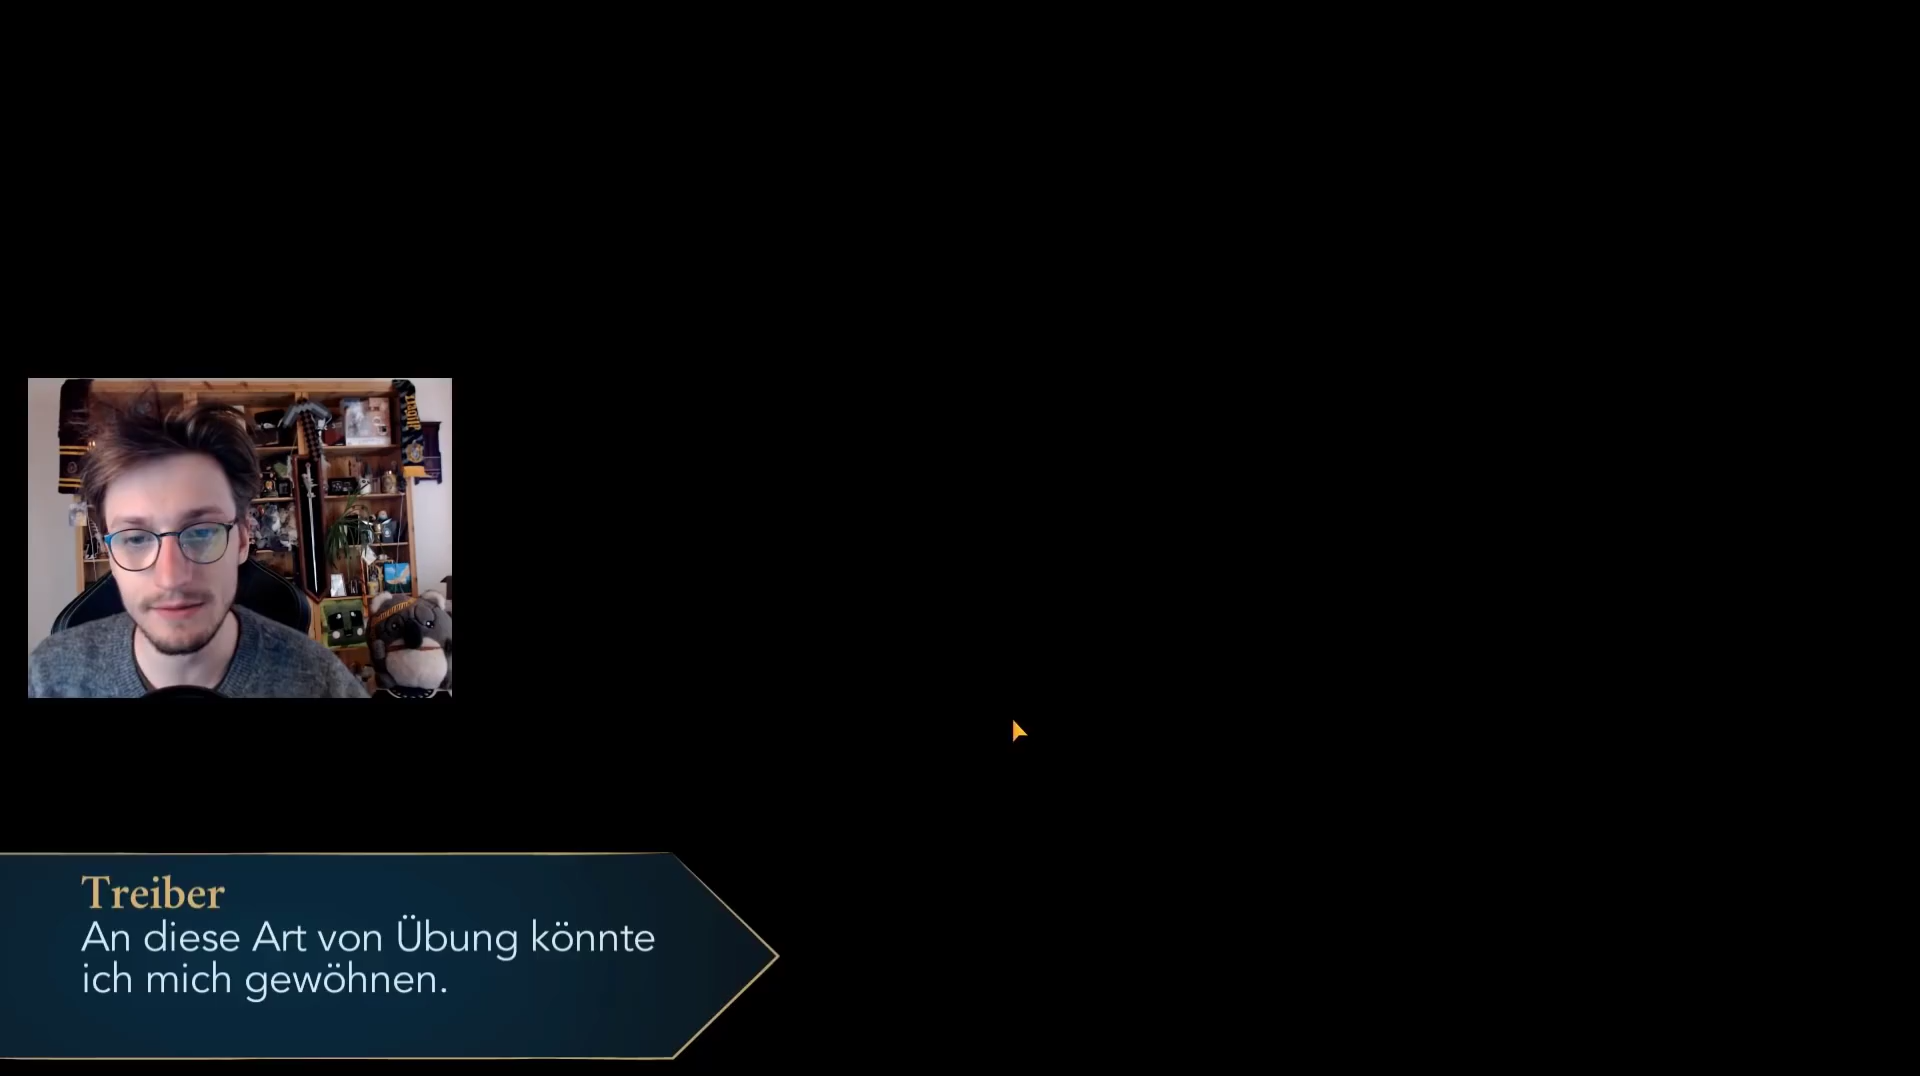 Treiber
An diese Art von Übung könnte
ich mich gewöhnen.